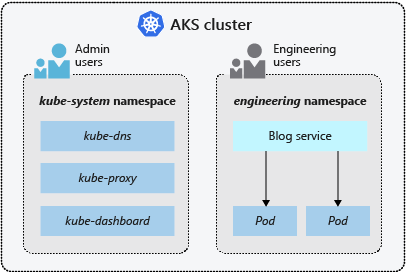 AKS cluster
Admin
users
kube-system namespace
kube-dns
kube-proxy
kube-dashboard
Engineering
users
engineering namespace
Blog service
Pod
Pod